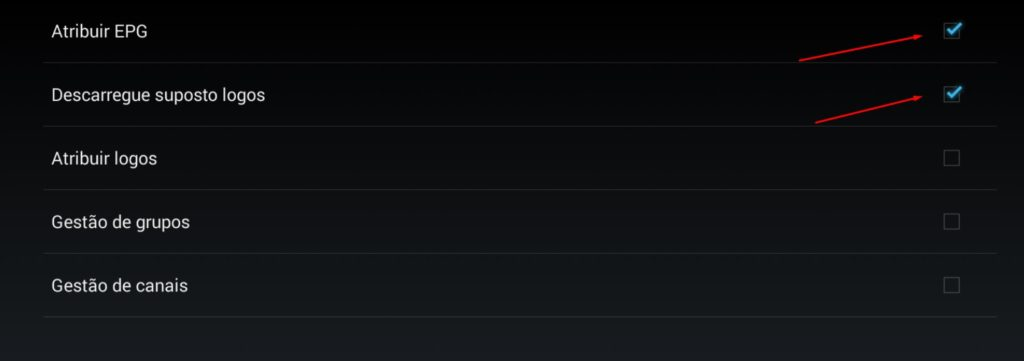 Atribuir EPG
Descarregue suposto logos
Atribuir logos
Gestão de grupos
Gestão de canais